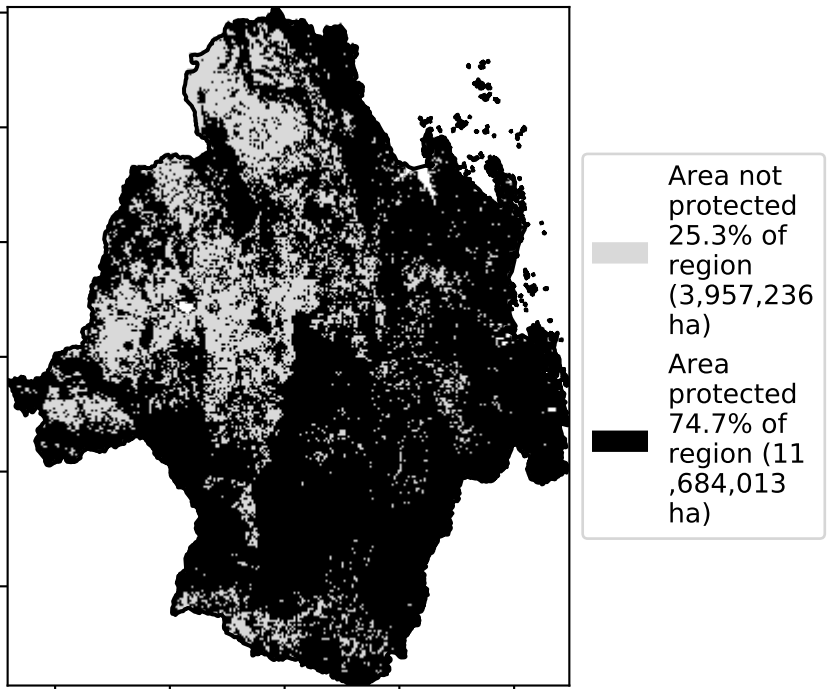 Area not
protected
25.3% of
region
(3,957,236
ha)
Area
protected
74.7% of
region (11
,684,013
ha)